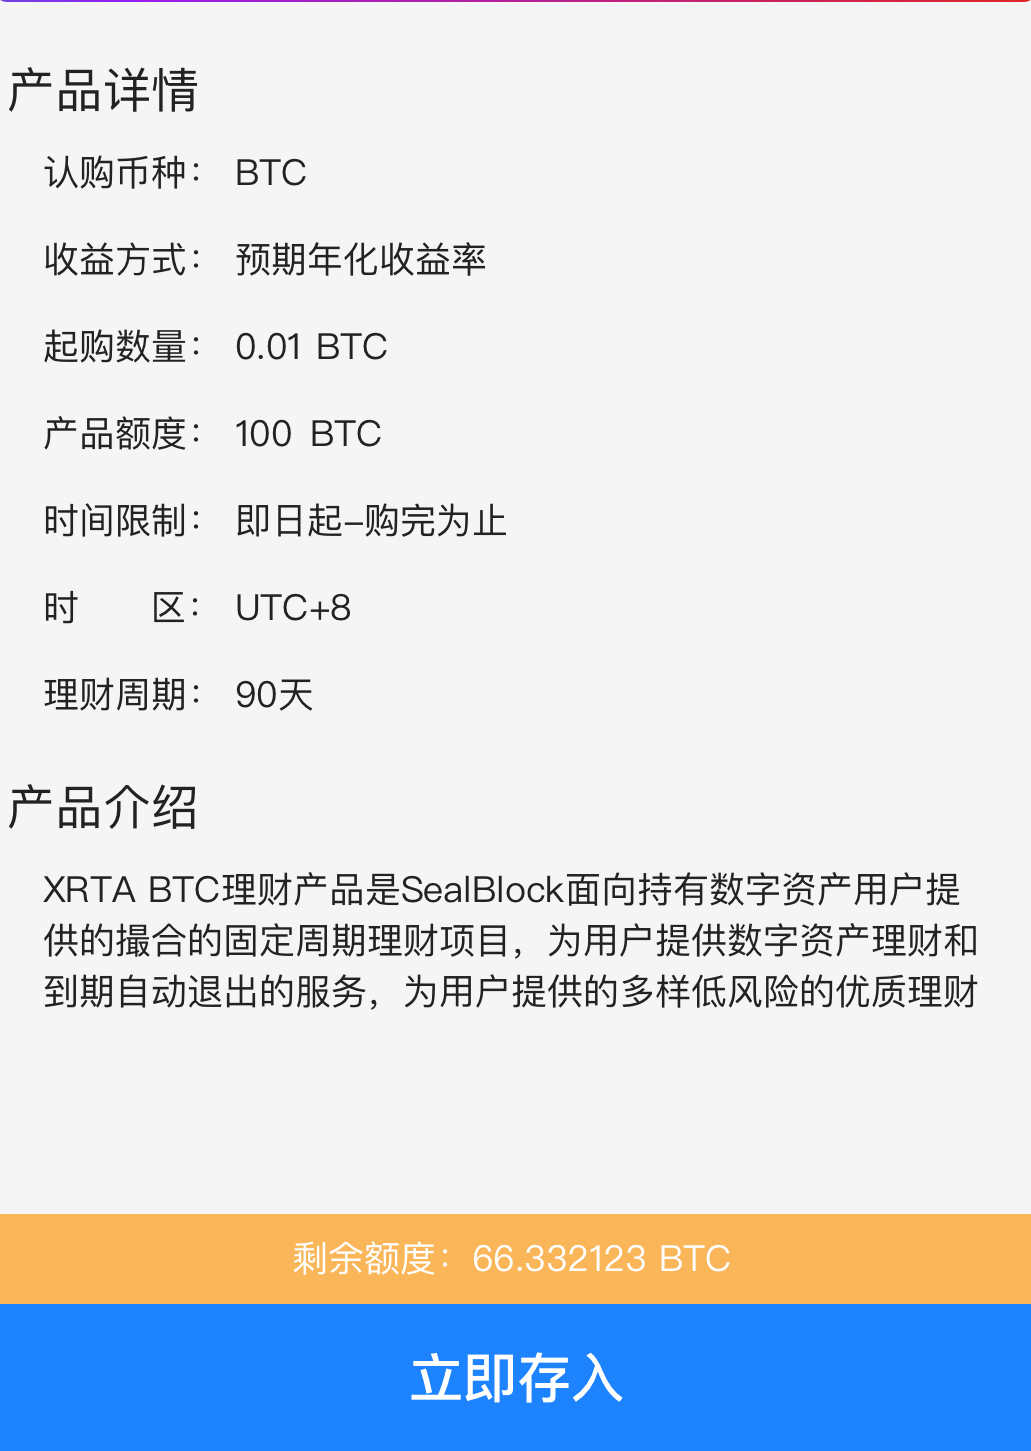 产品详情
认购币种： BTC
收益方式： 预期年化收益率
起购数量： 0.01 BTC
产品额度： 100 BTC
时间限制： 即日起–购完为止
时　　区： UTC+8
理财周期： 90天
产品介绍
XRTA BTC理财产品是SealBlock面向持有数字资产用户提
供的撮合的固定周期理财项目，为用户提供数字资产理财和
到期自动退出的服务，为用户提供的多样低风险的优质理财
剩余额度：66.332123 BTC
立即存入